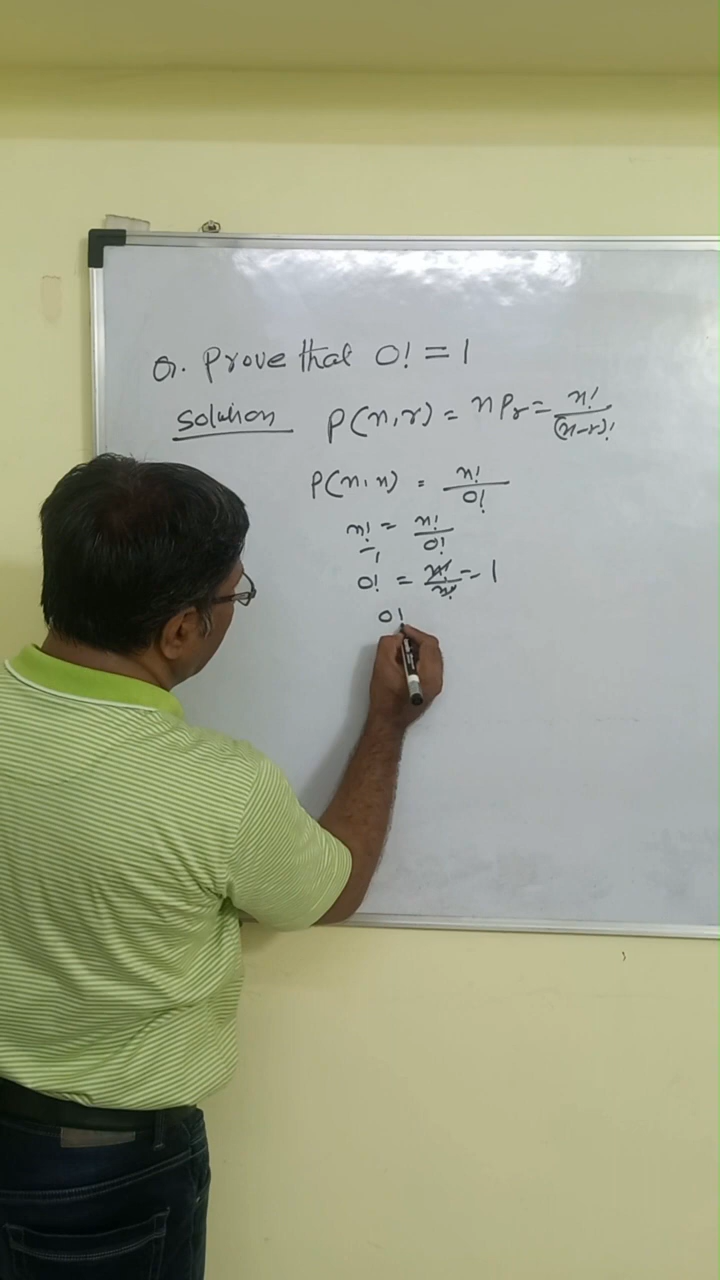 Q. Prove that 0! = 1
Solution P(n,r) = nPr = n!/(n-r)!
P(n,n) = n!/0!
n! = n!/0!
0! = n!/n! = 1
0!